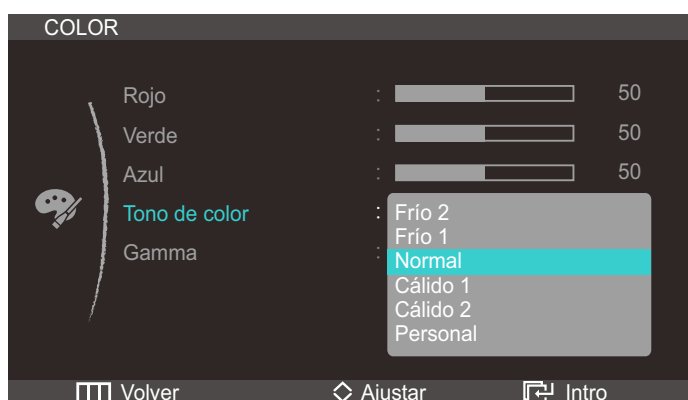 COLOR
Rojo : 50
Verde : 50
Azul : 50
Tono de color : Frío 2
Frío 1
Gamma :
Normal
Cálido 1
Cálido 2
Personal
Volver Ajustar Intro